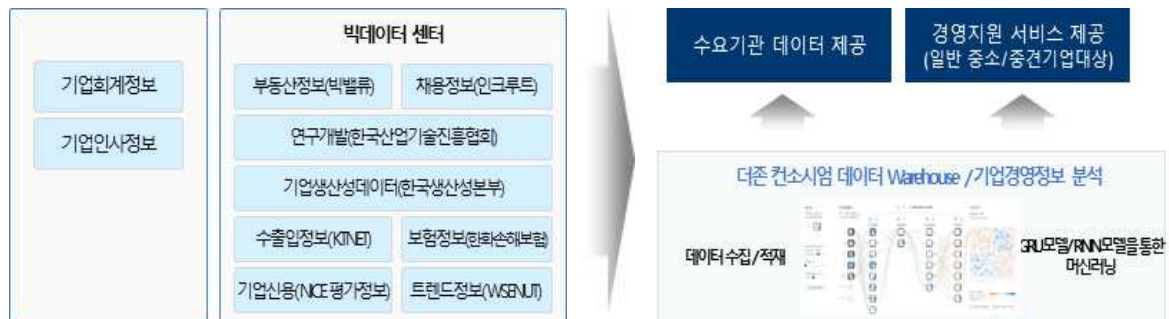 기업회계정보
기업인사정보
빅데이터 센터
부동산정보(빅밸류)
채용정보(인크루트)
연구개발(한국산업기술진흥협회)
기업생산성데이터(한국생산성본부)
수출입정보(KTNET)
보험정보(한화손해보험)
기업신용(NICE 평가정보)
트렌드정보(WISENUT)
수요기관 데이터 제공
경영지원 서비스 제공
(일반 중소/중견기업대상)
더존 컨소시엄 데이터 Warehouse / 기업경영정보 분석
데이터 수집/적재
GRU모델/RNN모델을 통한
머신러닝